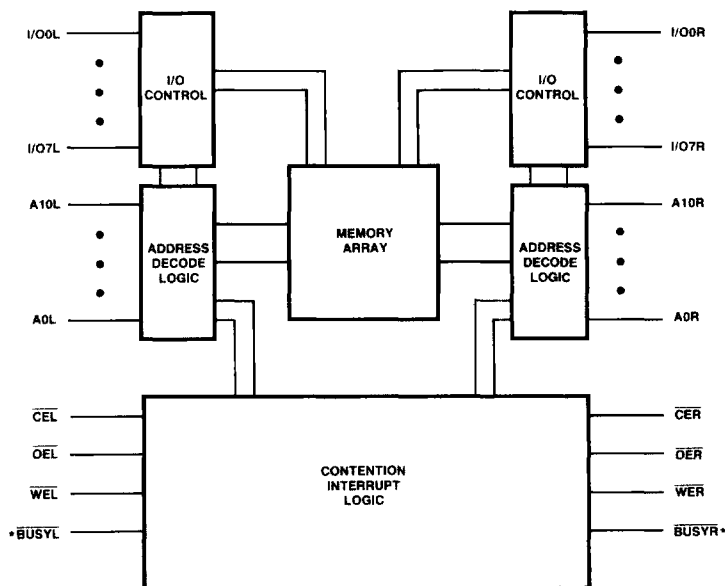 I/O0L
I/O
CONTROL
I/O7L
A10L
ADDRESS
DECODE
LOGIC
A0L
MEMORY
ARRAY
I/O
CONTROL
I/O0R
I/O7R
ADDRESS
DECODE
LOGIC
A10R
A0R
CEL
OEL
WEL
*BUSYL
CONTENTION
INTERRUPT
LOGIC
CER
OER
WER
BUSYR*